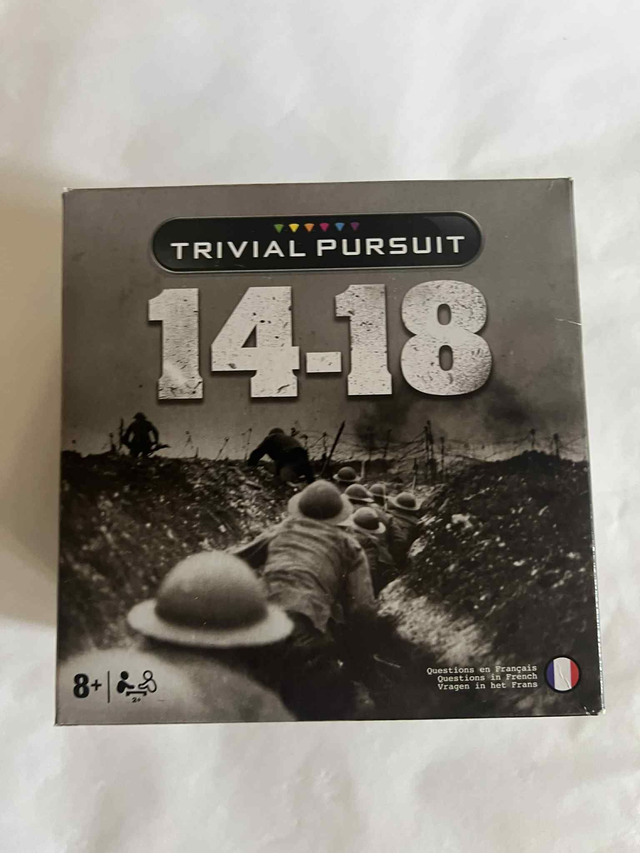 TRIVIAL PURSUIT
14-18
8+
2+
Questions en Français
Questions in French
Vragen in het Frans